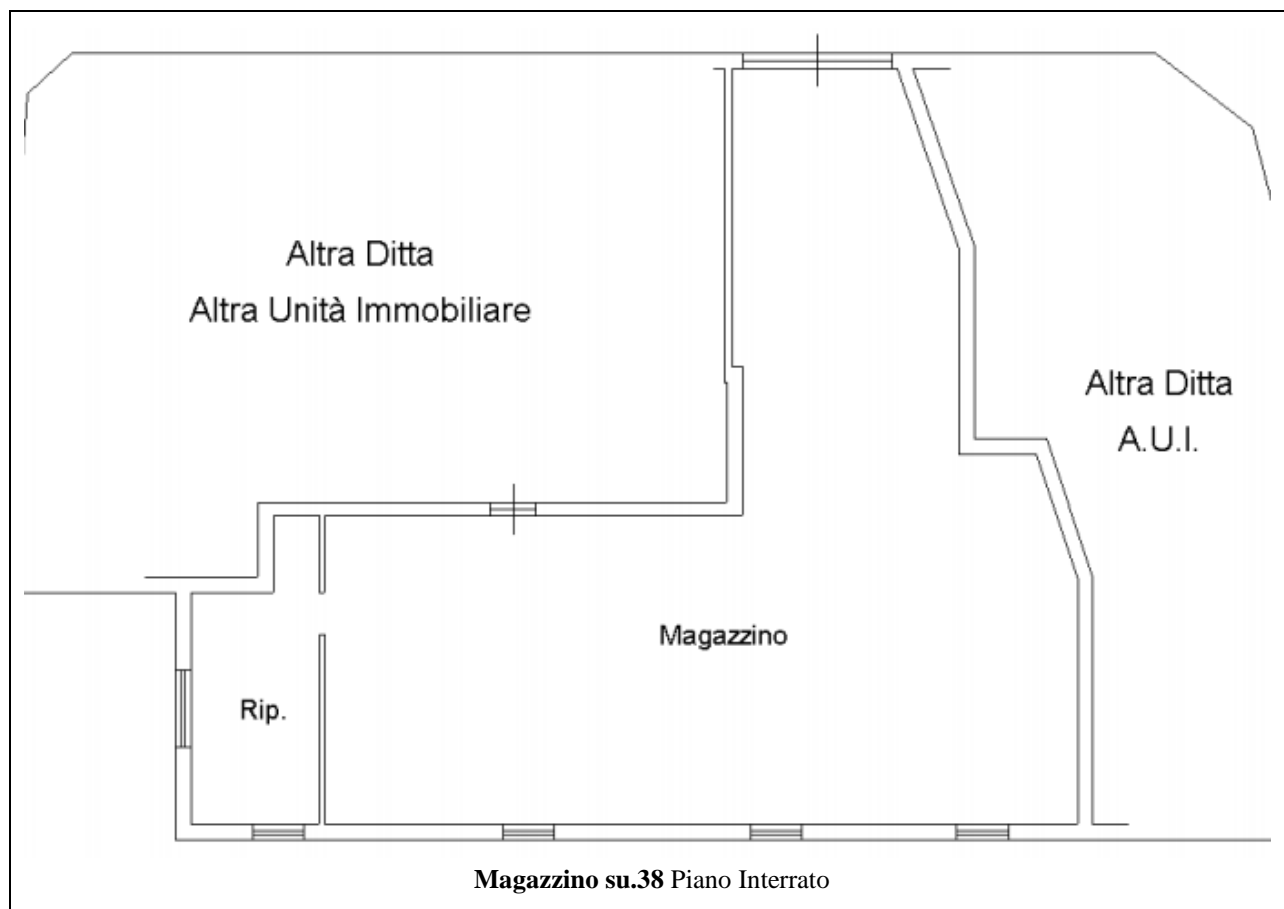 Altra Ditta
Altra Unità Immobiliare
Altra Ditta
A.U.I.
Magazzino
Rip.
Magazzino su.38 Piano Interrato